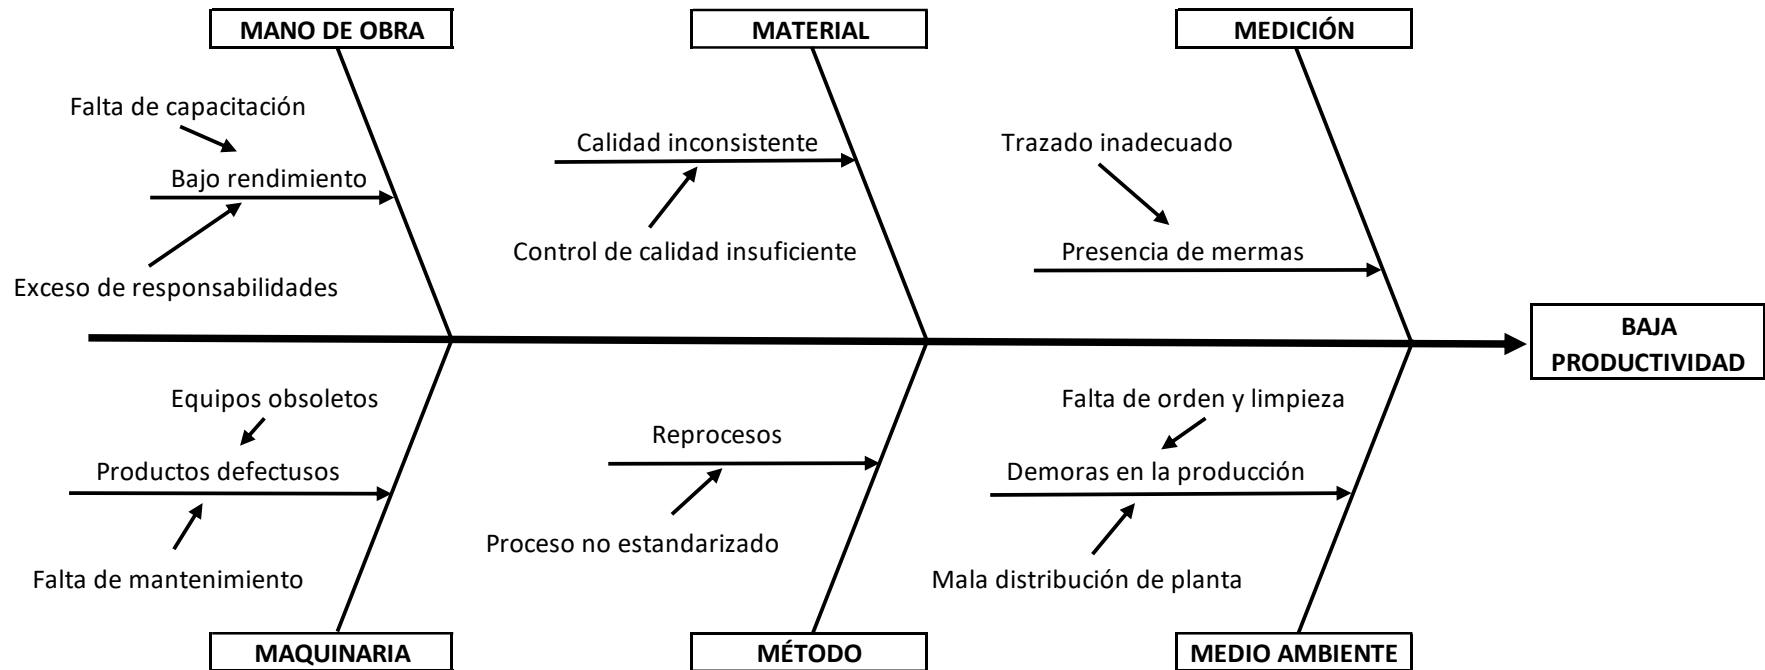 MANO DE OBRA
MATERIAL
MEDICIÓN
Falta de capacitación
Bajo rendimiento
Exceso de responsabilidades
Calidad inconsistente
Control de calidad insuficiente
Trazado inadecuado
Presencia de mermas
BAJA
PRODUCTIVIDAD
Equipos obsoletos
Productos defectusos
Falta de mantenimiento
Reprocesos
Proceso no estandarizado
Falta de orden y limpieza
Demoras en la producción
Mala distribución de planta
MAQUINARIA
MÉTODO
MEDIO AMBIENTE